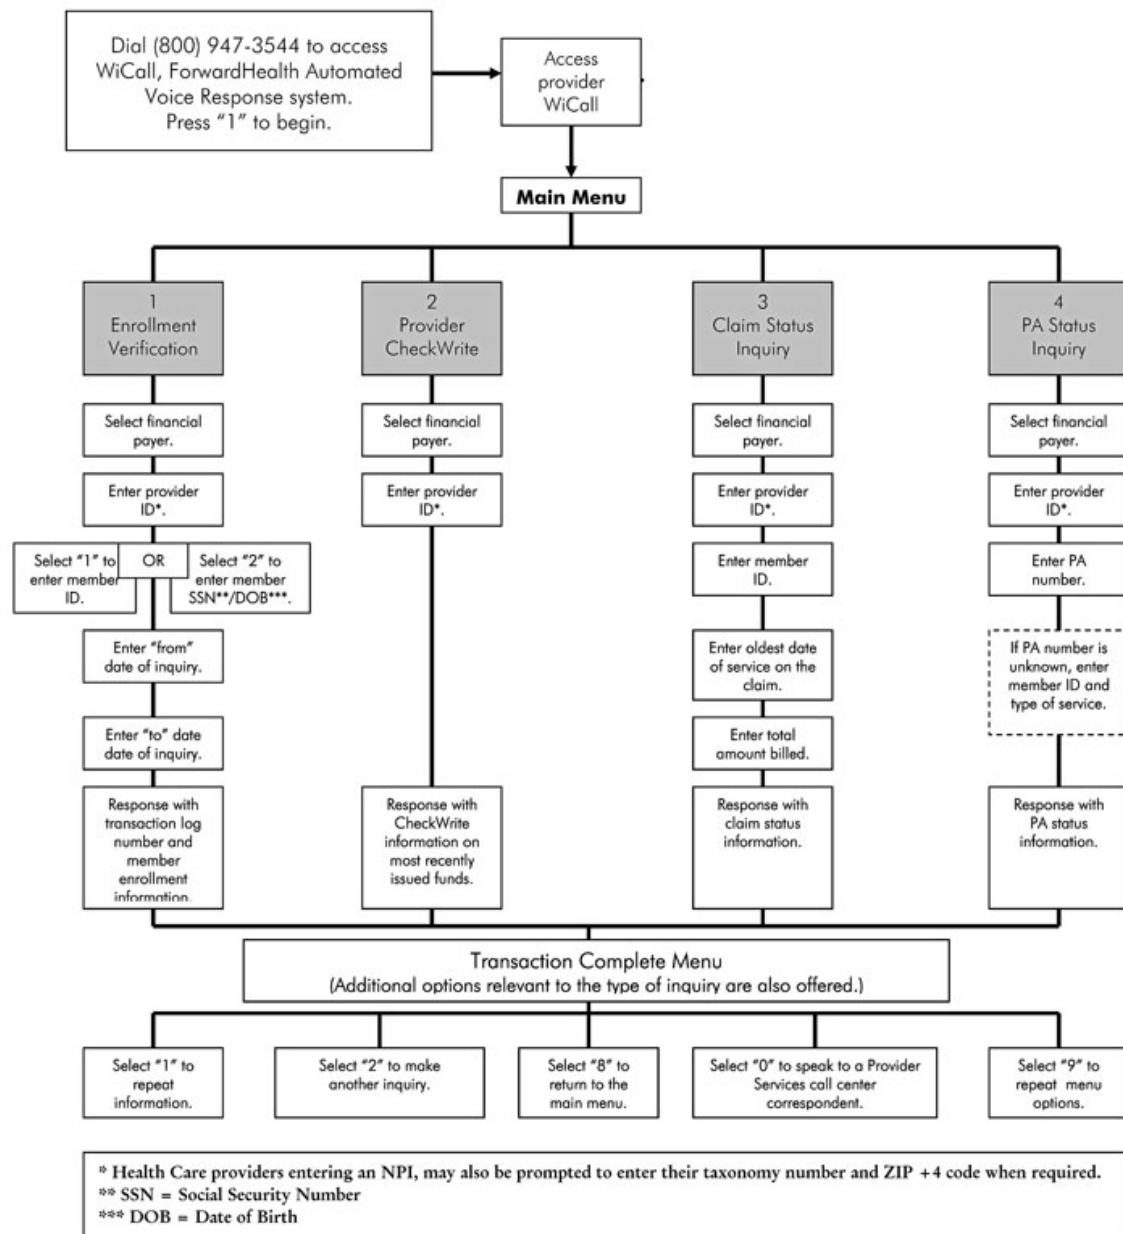 Dial (800) 947-3544 to access
WiCall, ForwardHealth Automated
Voice Response system.
Press “1” to begin.
Access
provider
WiCall
Main Menu
1
Enrollment
Verification
2
Provider
CheckWrite
3
Claim Status
Inquiry
4
PA Status
Inquiry
Select financial
payer.
Select financial
payer.
Select financial
payer.
Select financial
payer.
Enter provider
ID*.
Enter provider
ID*.
Enter provider
ID*.
Enter provider
ID*.
Select “1” to
enter member
ID.
OR
Select “2” to
enter member
SSN**/DOB***.
Enter member
ID.
Enter PA
number.
Enter “from”
date of inquiry.
Enter oldest date
of service on the
claim.
If PA number is
unknown, enter
member ID and
type of service.
Enter “to” date
date of inquiry.
Enter total
amount billed.
Response with
transaction log
number and
member
enrollment
information.
Response with
CheckWrite
information on
most recently
issued funds.
Response with
claim status
information.
Response with
PA status
information.
Transaction Complete Menu
(Additional options relevant to the type of inquiry are also offered.)
Select “1” to
repeat
information.
Select “2” to make
another inquiry.
Select “8” to
return to the
main menu.
Select “0” to speak to a Provider
Services call center
correspondent.
Select “9” to
repeat menu
options.
* Health Care providers entering an NPI, may also be prompted to enter their taxonomy number and ZIP +4 code when required.
** SSN = Social Security Number
*** DOB = Date of Birth